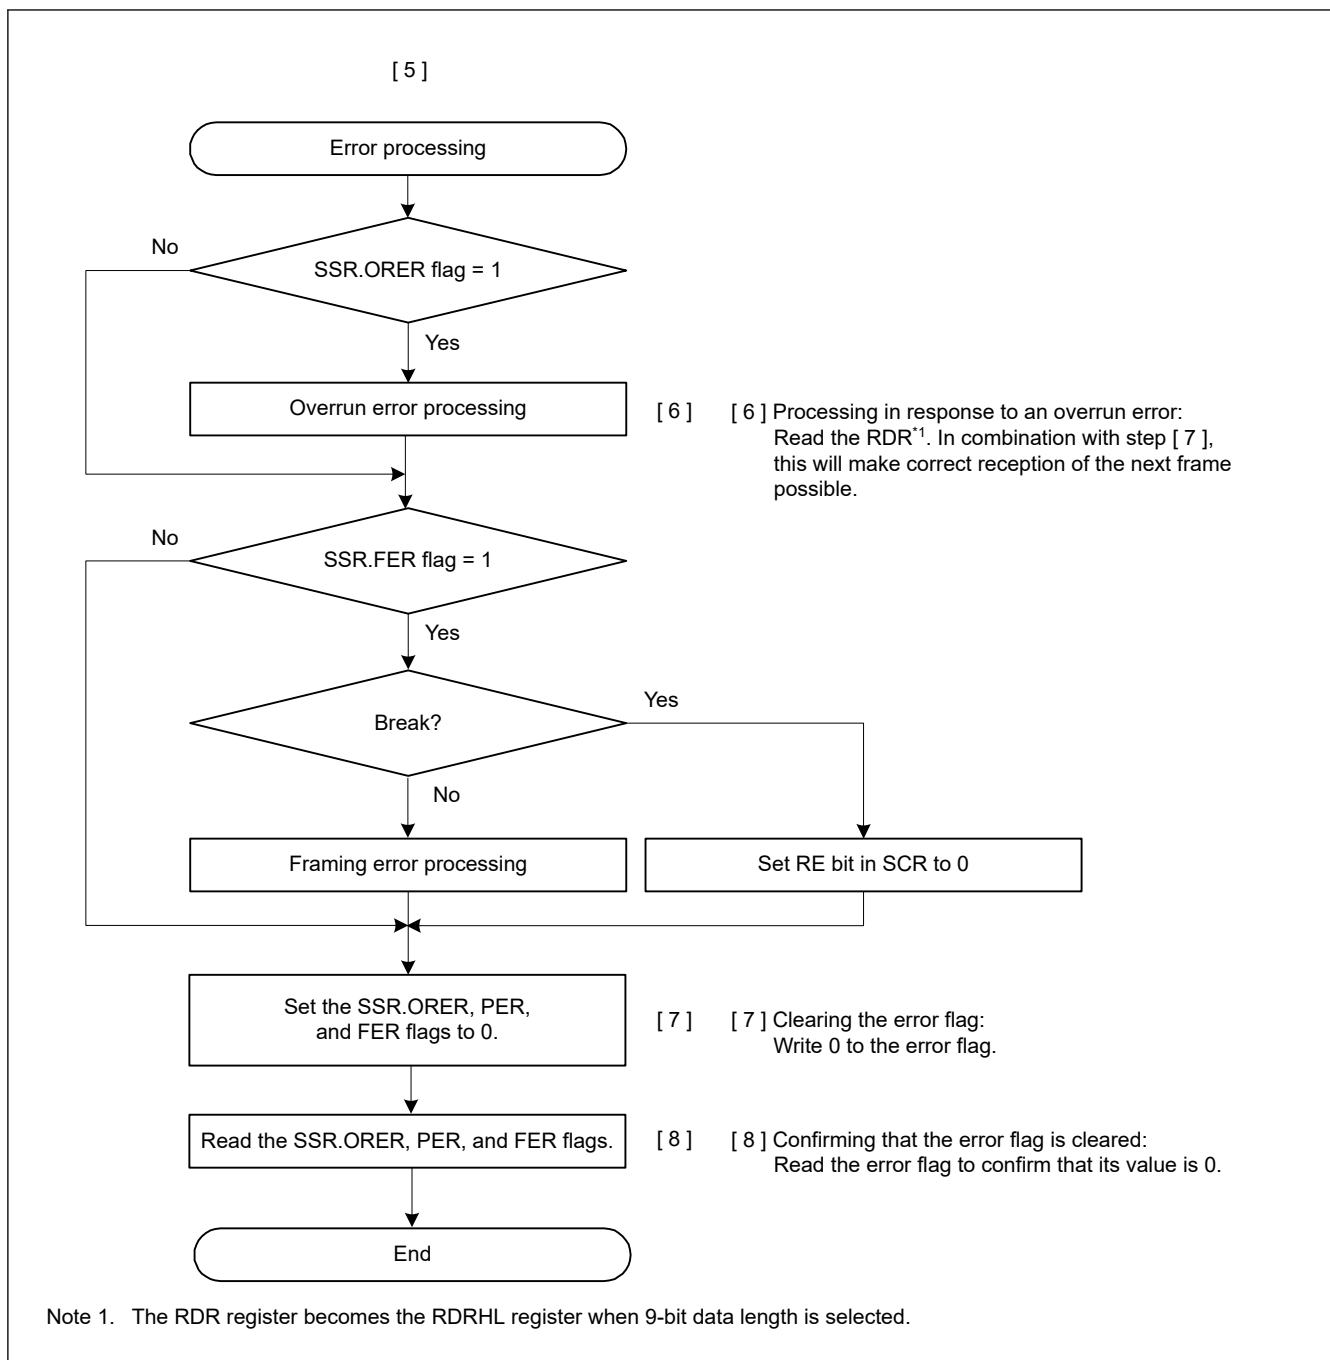 [ 5 ]
Error processing
No
SSR.ORER flag = 1
Yes
Overrun error processing
[ 6 ]
[ 6 ] Processing in response to an overrun error:
Read the RDR*1. In combination with step [ 7 ],
this will make correct reception of the next frame
possible.
No
SSR.FER flag = 1
Yes
Break?
Yes
No
Framing error processing
Set RE bit in SCR to 0
Set the SSR.ORER, PER,
and FER flags to 0.
[ 7 ]
[ 7 ] Clearing the error flag:
Write 0 to the error flag.
Read the SSR.ORER, PER, and FER flags.
[ 8 ]
[ 8 ] Confirming that the error flag is cleared:
Read the error flag to confirm that its value is 0.
End
Note 1. The RDR register becomes the RDRHL register when 9-bit data length is selected.